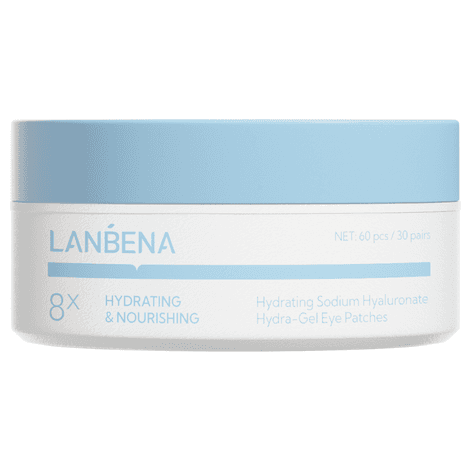 LANBENA
NET: 60 pcs / 30 pairs
8X
HYDRATING
& NOURISHING
Hydrating Sodium Hyaluronate
Hydra-Gel Eye Patches